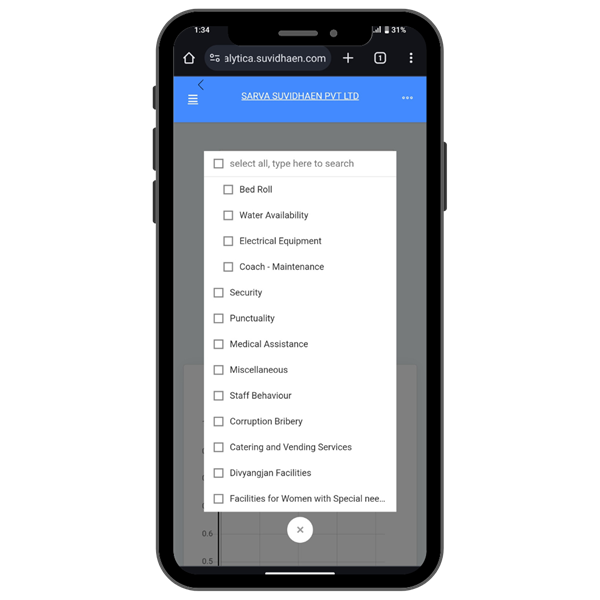 1:34
31%
alytica.suvidhaen.com
1
SARVA SUVIDHAEN PVT LTD
select all, type here to search
Bed Roll
Water Availability
Electrical Equipment
Coach - Maintenance
Security
Punctuality
Medical Assistance
Miscellaneous
Staff Behaviour
Corruption Bribery
Catering and Vending Services
Divyangjan Facilities
Facilities for Women with Special nee...
0.6
0.5